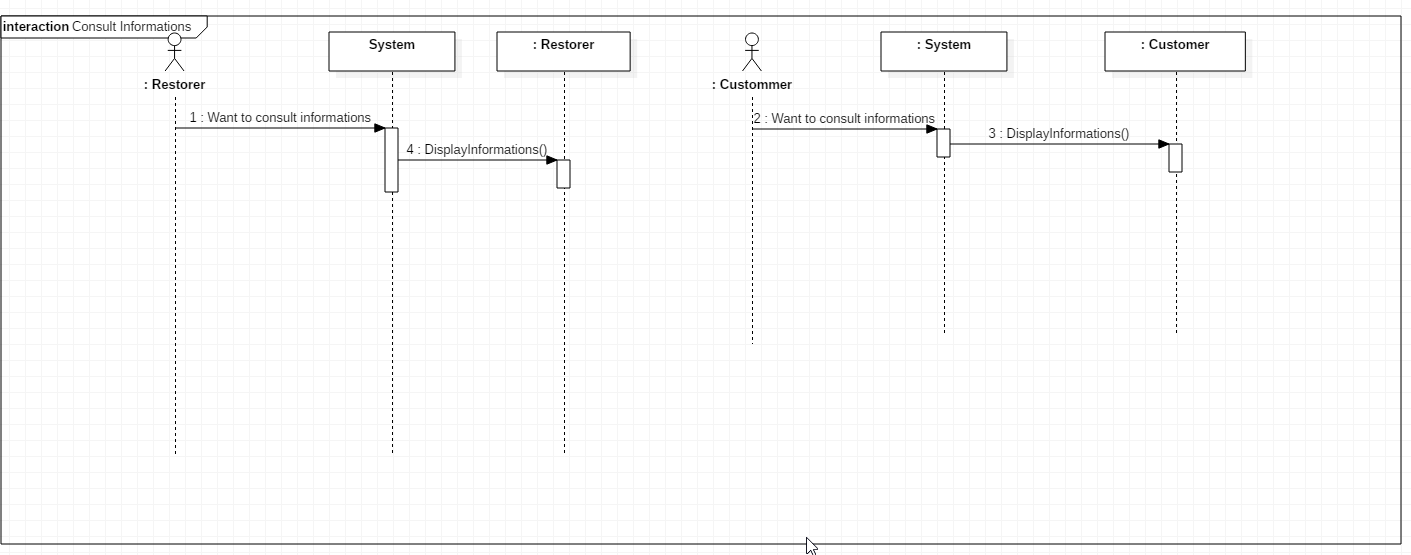 interaction Consult Informations
System
: Restorer
: System
: Customer
: Restorer
: Custommer
1 : Want to consult informations
2 : Want to consult informations
3 : DisplayInformations()
4 : DisplayInformations()